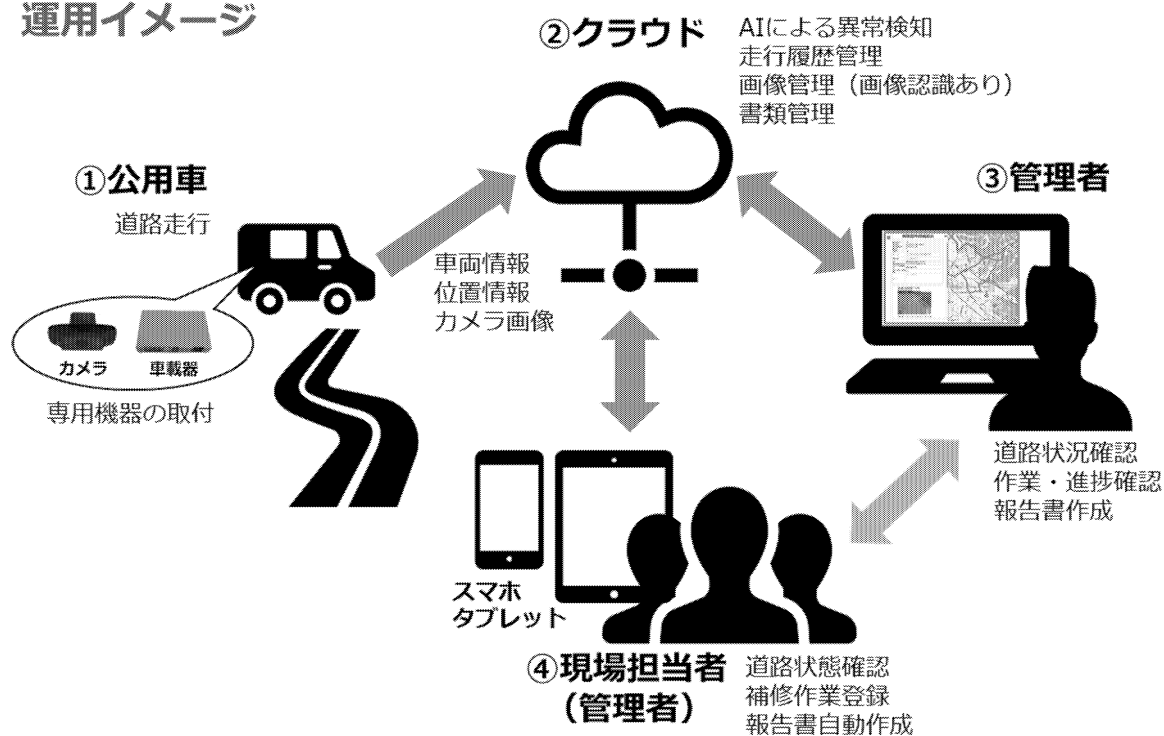 運用イメージ
②クラウド
AIによる異常検知
走行履歴管理
画像管理（画像認識あり）
書類管理
①公用車
道路走行
カメラ
車載器
専用機器の取付
車両情報
位置情報
カメラ画像
③管理者
道路状況確認
作業・進捗確認
報告書作成
スマホ
タブレット
④現場担当者
（管理者）
道路状態確認
補修作業登録
報告書自動作成